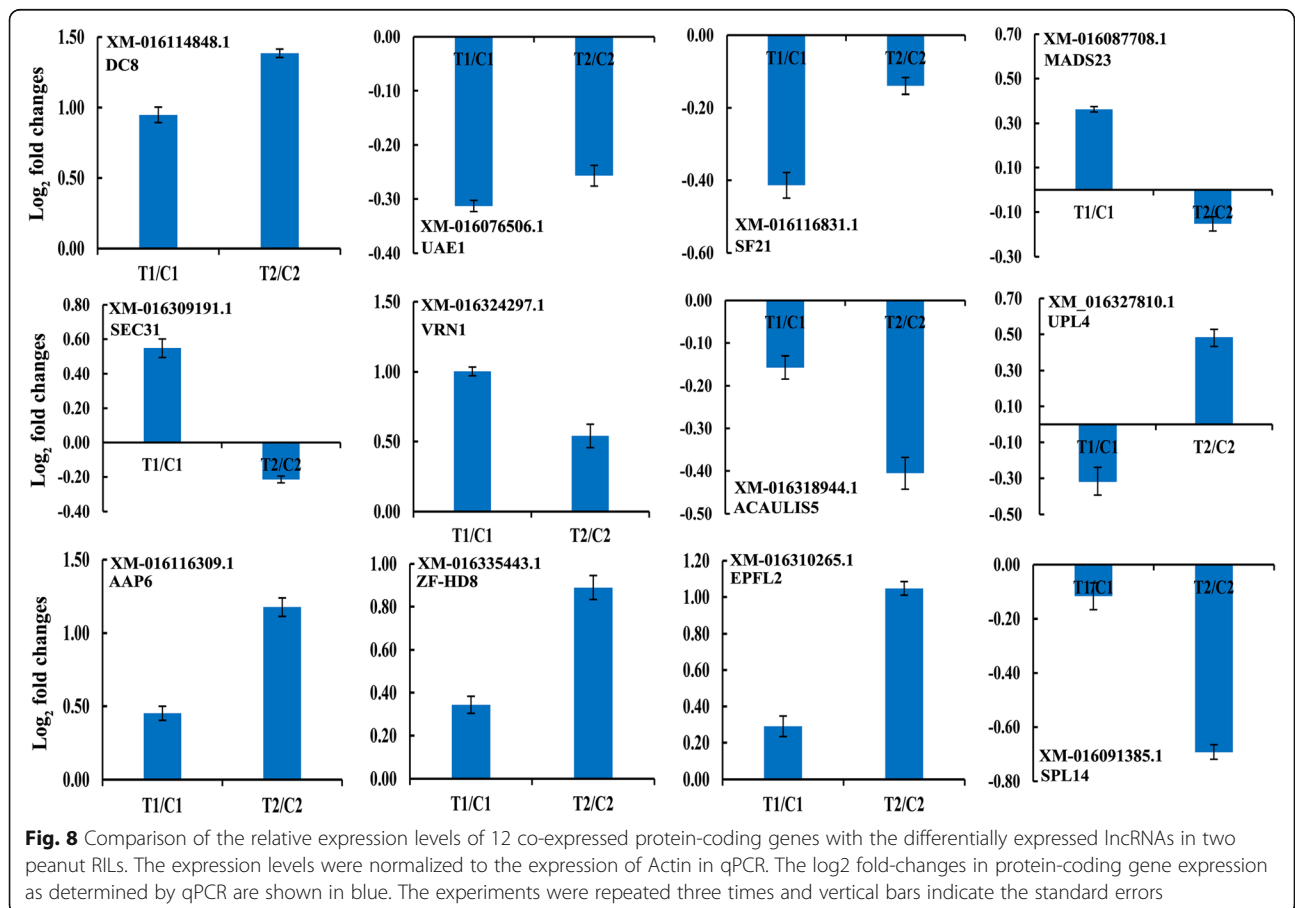 Log2 fold changes
1.50
1.00
0.50
0.00
XM-016114848.1
DC8
T1/C1 T2/C2
0.00
-0.10
-0.20
-0.30
-0.40
T1/C1 T2/C2
XM-016076506.1
UAE1
0.00
-0.20
-0.40
-0.60
T1/C1 T2/C2
XM-016116831.1
SF21
0.70
0.50
0.30
0.10
-0.10
-0.30
XM-016087708.1
MADS23
T1/C1 T2/C2
Log2 fold changes
0.80
0.60
0.40
0.20
0.00
-0.20
-0.40
XM-016309191.1
SEC31
T1/C1 T2/C2
1.50
1.00
0.50
0.00
XM-016324297.1
VRN1
T1/C1 T2/C2
0.00
-0.10
-0.20
-0.30
-0.40
-0.50
T1/C1 T2/C2
XM-016318944.1
ACAULIS5
0.70
0.50
0.30
0.10
-0.10
-0.30
-0.50
XM_016327810.1
UPL4
T1/C1 T2/C2
Log2 fold changes
1.50
1.00
0.50
0.00
XM-016116309.1
AAP6
T1/C1 T2/C2
1.00
0.80
0.60
0.40
0.20
0.00
XM-016335443.1
ZF-HD8
T1/C1 T2/C2
1.20
1.00
0.80
0.60
0.40
0.20
0.00
XM-016310265.1
EPFL2
T1/C1 T2/C2
0.00
-0.20
-0.40
-0.60
-0.80
T1/C1 T2/C2
XM-016091385.1
SPL14
Fig. 8 Comparison of the relative expression levels of 12 co-expressed protein-coding genes with the differentially expressed lncRNAs in two
peanut RILs. The expression levels were normalized to the expression of Actin in qPCR. The log2 fold-changes in protein-coding gene expression
as determined by qPCR are shown in blue. The experiments were repeated three times and vertical bars indicate the standard errors